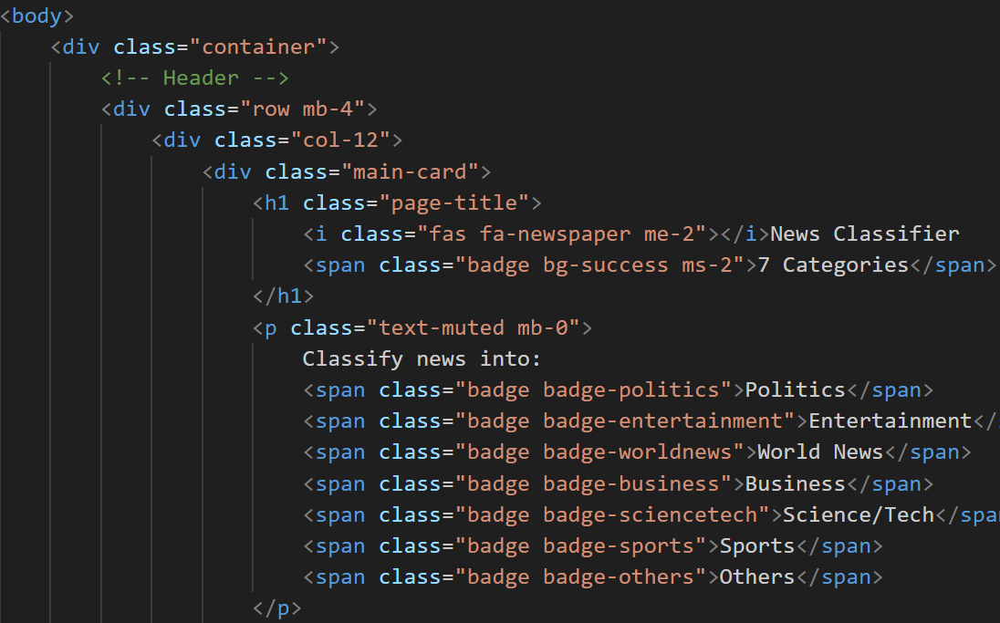 <body>
<div class="container">
<!-- Header -->
<div class="row mb-4">
<div class="col-12">
<div class="main-card">
<h1 class="page-title">
<i class="fas fa-newspaper me-2"></i>News Classifier
<span class="badge bg-success ms-2">7 Categories</span>
</h1>
<p class="text-muted mb-0">
Classify news into:
<span class="badge badge-politics">Politics</span>
<span class="badge badge-entertainment">Entertainment</
<span class="badge badge-worldnews">World News</span>
<span class="badge badge-business">Business</span>
<span class="badge badge-sciencetech">Science/Tech</spa
<span class="badge badge-sports">Sports</span>
<span class="badge badge-others">Others</span>
</p>